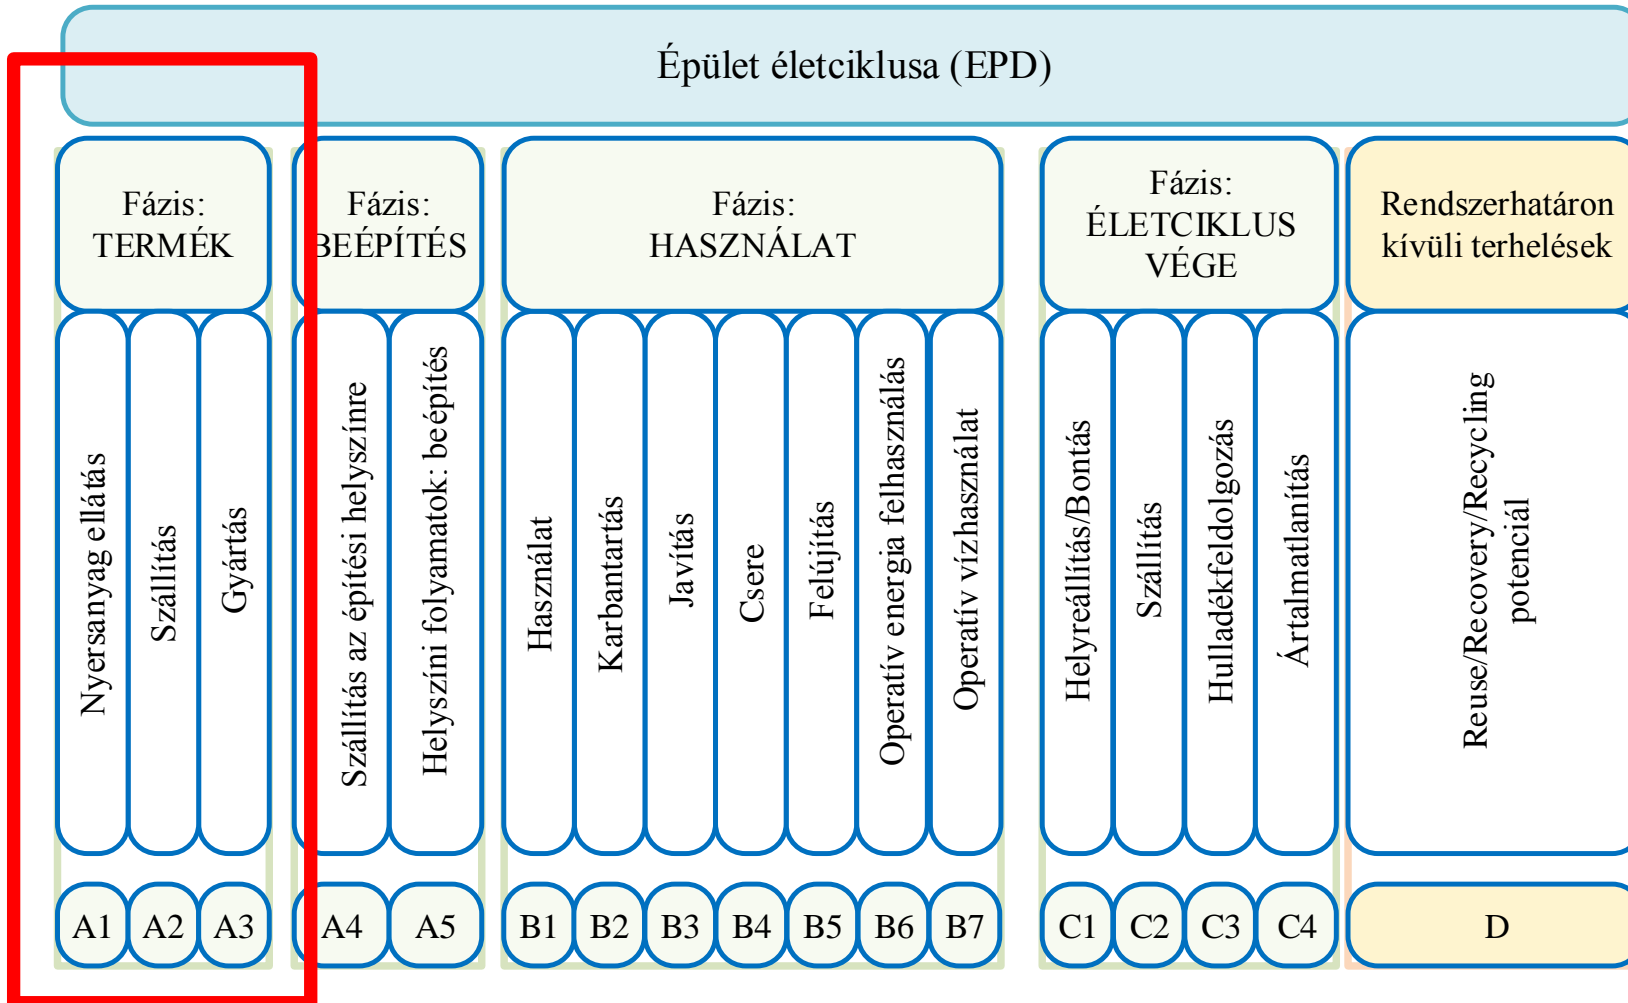 Épület életciklusa (EPD)
Fázis:
TERMÉK
Fázis:
BEÉPÍTÉS
Fázis:
HASZNÁLAT
Fázis:
ÉLETCIKLUS
VÉGE
Rendszerhatáron
kívüli terhelések
Nyersanyag ellátás
Szállítás
Gyártás
Szállítás az építési helyszínre
Helyszíni folyamatok: beépítés
Használat
Karbantartás
Javítás
Csere
Felújítás
Operatív energia felhasználás
Operatív vízhasználat
Helyreállítás/Bontás
Szállítás
Hulladékfeldolgozás
Ártalmatlanítás
Reuse/Recovery/Recycling
potenciál
A1
A2
A3
A4
A5
B1
B2
B3
B4
B5
B6
B7
C1
C2
C3
C4
D